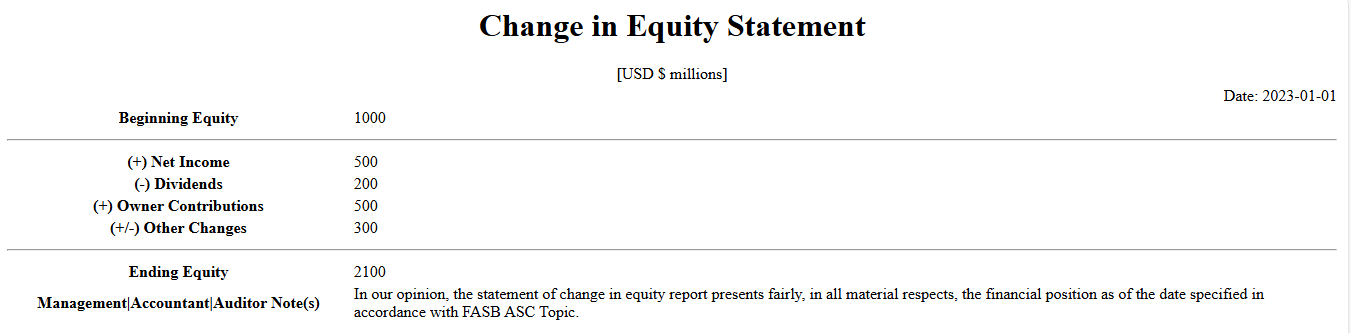 Change in Equity Statement
[USD $ millions]
Date: 2023-01-01
Beginning Equity 1000
(+) Net Income 500
(-) Dividends 200
(+) Owner Contributions 500
(+/-) Other Changes 300
Ending Equity 2100
Management|Accountant|Auditor Note(s) In our opinion, the statement of change in equity report presents fairly, in all material respects, the financial position as of the date specified in
accordance with FASB ASC Topic.